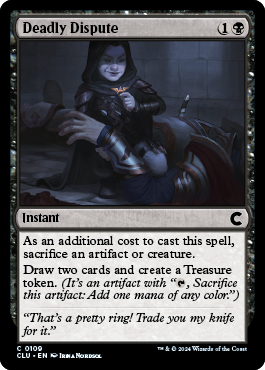 Deadly Dispute 1
Instant
As an additional cost to cast this spell,
sacrifice an artifact or creature.
Draw two cards and create a Treasure
token. (It's an artifact with “, Sacrifice
this artifact: Add one mana of any color.”)
“That's a pretty ring! Trade you my knife
for it.”
C 0109
CLU • EN Irina Nordsol
™ & © 2024 Wizards of the Coast